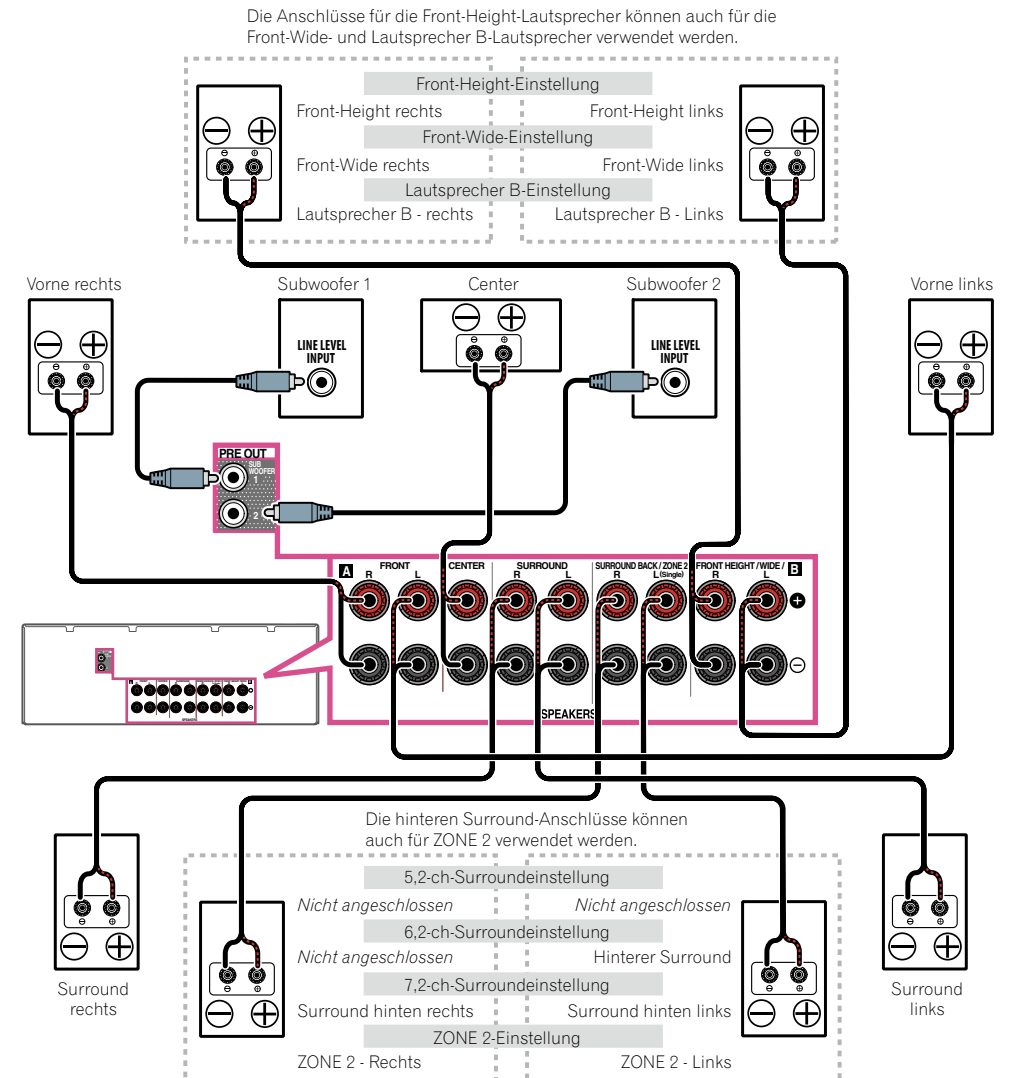 Die Anschlüsse für die Front-Height-Lautsprecher können auch für die
Front-Wide- und Lautsprecher B-Lautsprecher verwendet werden.
Front-Height-Einstellung
Front-Height rechts
Front-Height links
Front-Wide-Einstellung
Front-Wide rechts
Front-Wide links
Lautsprecher B-Einstellung
Lautsprecher B - rechts
Lautsprecher B - Links
Vorne rechts
Subwoofer 1
Center
Subwoofer 2
Vorne links
LINE LEVEL
INPUT
LINE LEVEL
INPUT
PRE OUT
SUB
WOOFER
1
2
A
FRONT
R
L
CENTER
SURROUND
R
L
SURROUND BACK / ZONE 2
R
L (Single)
FRONT HEIGHT / WIDE /
B
R
L
SPEAKERS
Die hinteren Surround-Anschlüsse können
auch für ZONE 2 verwendet werden.
5,2-ch-Surroundeinstellung
Nicht angeschlossen
Nicht angeschlossen
6,2-ch-Surroundeinstellung
Nicht angeschlossen
Hinterer Surround
7,2-ch-Surroundeinstellung
Surround hinten rechts
Surround hinten links
ZONE 2-Einstellung
ZONE 2 - Rechts
ZONE 2 - Links
Surround
rechts
Surround
links